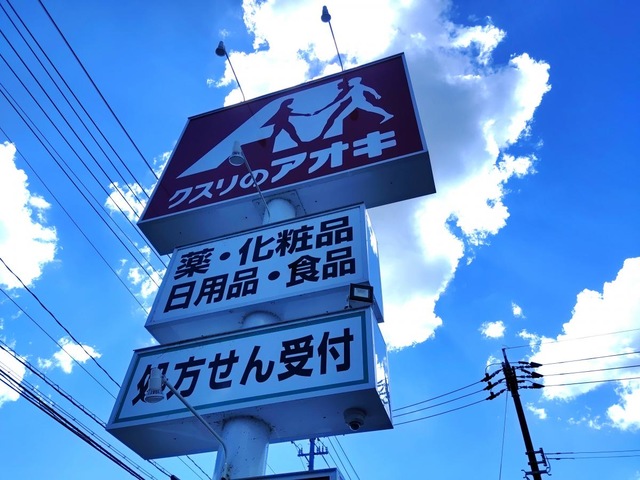 クスリのアオキ
薬・化粧品
日用品・食品
処方せん受付